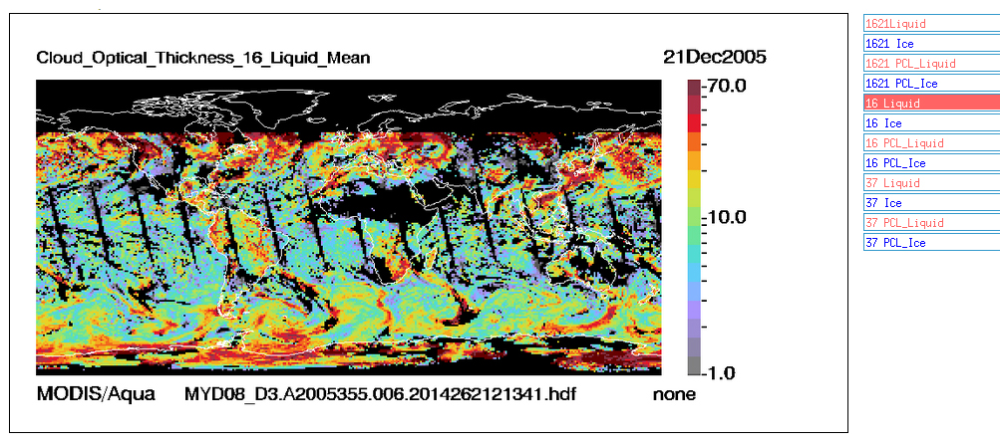 Cloud_Optical_Thickness_16_Liquid_Mean
21Dec2005
70.0
10.0
1.0
MODIS/Aqua MYD08_D3.A2005355.006.2014262121341.hdf none
1621Liquid
1621 Ice
1621 PCL_Liquid
1621 PCL_Ice
16 Liquid
16 Ice
16 PCL_Liquid
16 PCL_Ice
37 Liquid
37 Ice
37 PCL_Liquid
37 PCL_Ice